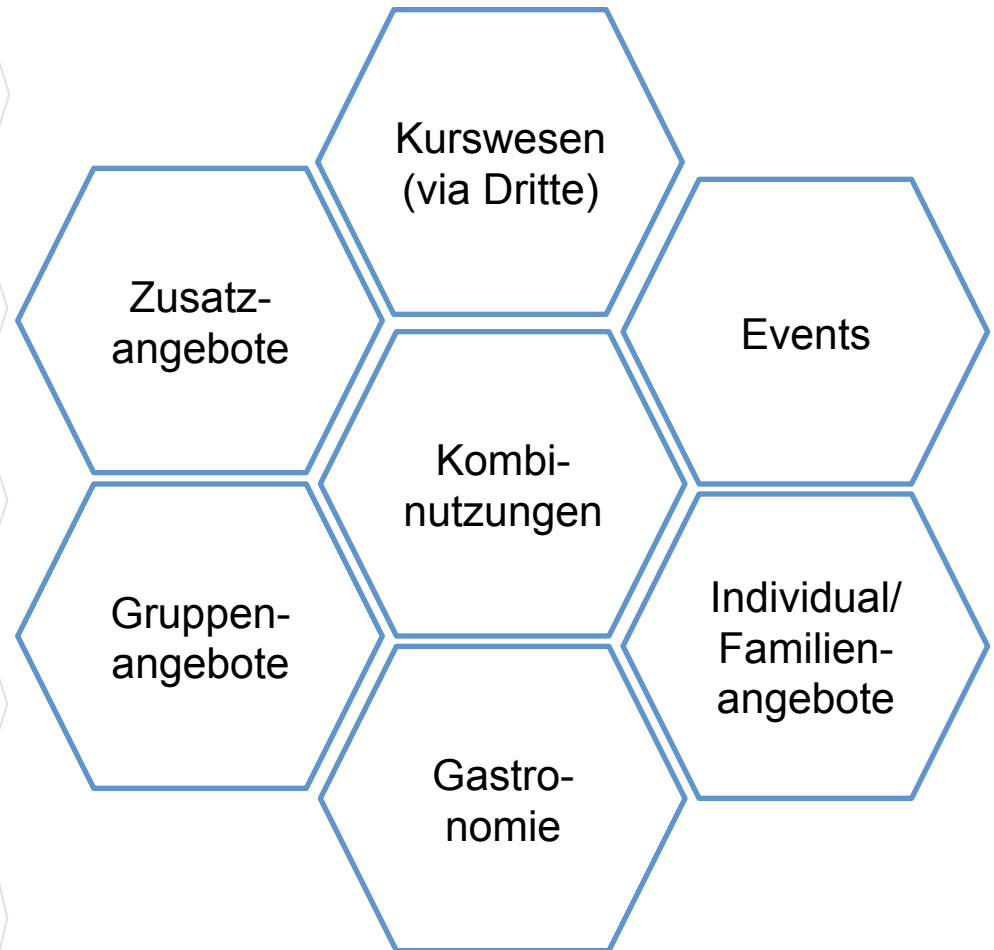 Kurswesen
(via Dritte)
Zusatz-
angebote
Events
Kombi-
nutzungen
Gruppen-
angebote
Individual/
Familien-
angebote
Gastro-
nomie